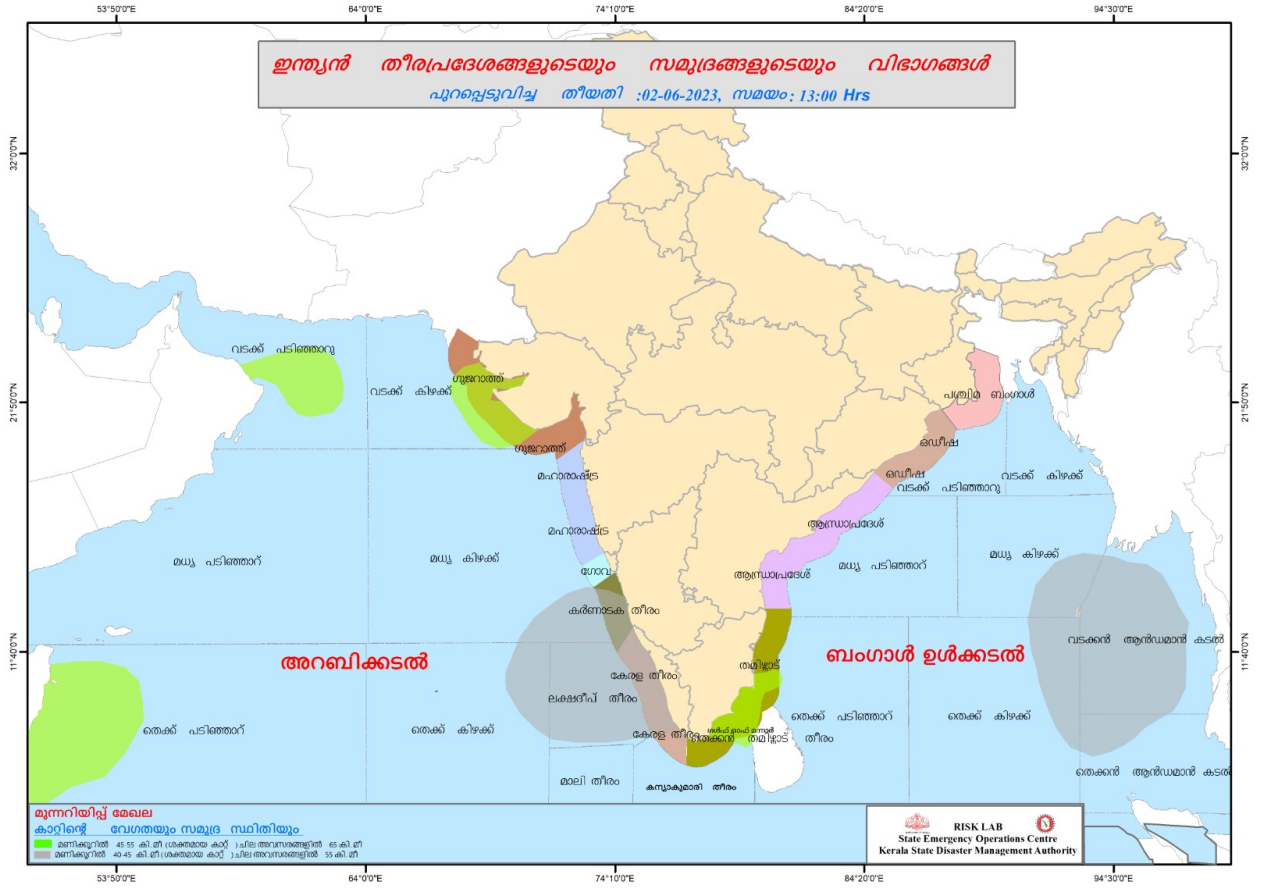 53°50'0"E 64°0'0"E 74°10'0"E 84°20'0"E 94°30'0"E
ഇന്ത്യൻ തീരപ്രദേശങ്ങളുടെയും സമുദ്രങ്ങളുടെയും വിഭാഗങ്ങൾ
പുറപ്പെടുവിച്ച തീയതി :02-06-2023, സമയം: 13:00 Hrs
32°0'0"N 32°0'0"N
വടക്ക് പടിഞ്ഞാറു
ഗുജറാത്ത്
വടക്ക് കിഴക്ക്
പശ്ചിമ ബംഗാൾ
21°50'0"N 21°50'0"N
ഒഡീഷ
ഗുജറാത്ത്
മഹാരാഷ്ട്ര
ഒഡീഷ
വടക്ക് കിഴക്ക്
വടക്ക് പടിഞ്ഞാറു
ആന്ധ്രാപ്രദേശ്
മഹാരാഷ്ട്ര
മധ്യ പടിഞ്ഞാറ്
മധ്യ കിഴക്ക്
മധ്യ കിഴക്ക്
ഗോവ
ആന്ധ്രാപ്രദേശ്
മധ്യ പടിഞ്ഞാറ്
കർണാടക തീരം
വടക്കൻ ആൻഡമാൻ കടൽ
11°40'0"N 11°40'0"N
അറബിക്കടൽ
ബംഗാൾ ഉൾക്കടൽ
തമിഴ്നാട്
കേരള തീരം
ലക്ഷദീപ് തീരം
തെക്ക് പടിഞ്ഞാറ്
തെക്ക് കിഴക്ക്
തെക്ക് പടിഞ്ഞാറ്
തെക്ക് കിഴക്ക്
ഗൾഫ് ഓഫ് മന്നാർ
കേരള തീരം
തെക്കൻ തമിഴ്നാട് തീരം
തെക്കൻ ആൻഡമാൻ കടൽ
മാലി തീരം
കന്യാകുമാരി തീരം
മുന്നറിയിപ്പ് മേഖല
കാറ്റിന്റെ വേഗതയും സമുദ്ര സ്ഥിതിയും
മണിക്കൂറിൽ 45-55 കി.മീ (ശക്തമായ കാറ്റ് ) ചില അവസരങ്ങളിൽ 65 കി.മീ
മണിക്കൂറിൽ 40-45 കി.മീ (ശക്തമായ കാറ്റ് ) ചില അവസരങ്ങളിൽ 55 കി.മീ
RISK LAB
State Emergency Operations Centre
Kerala State Disaster Management Authority
53°50'0"E 64°0'0"E 74°10'0"E 84°20'0"E 94°30'0"E